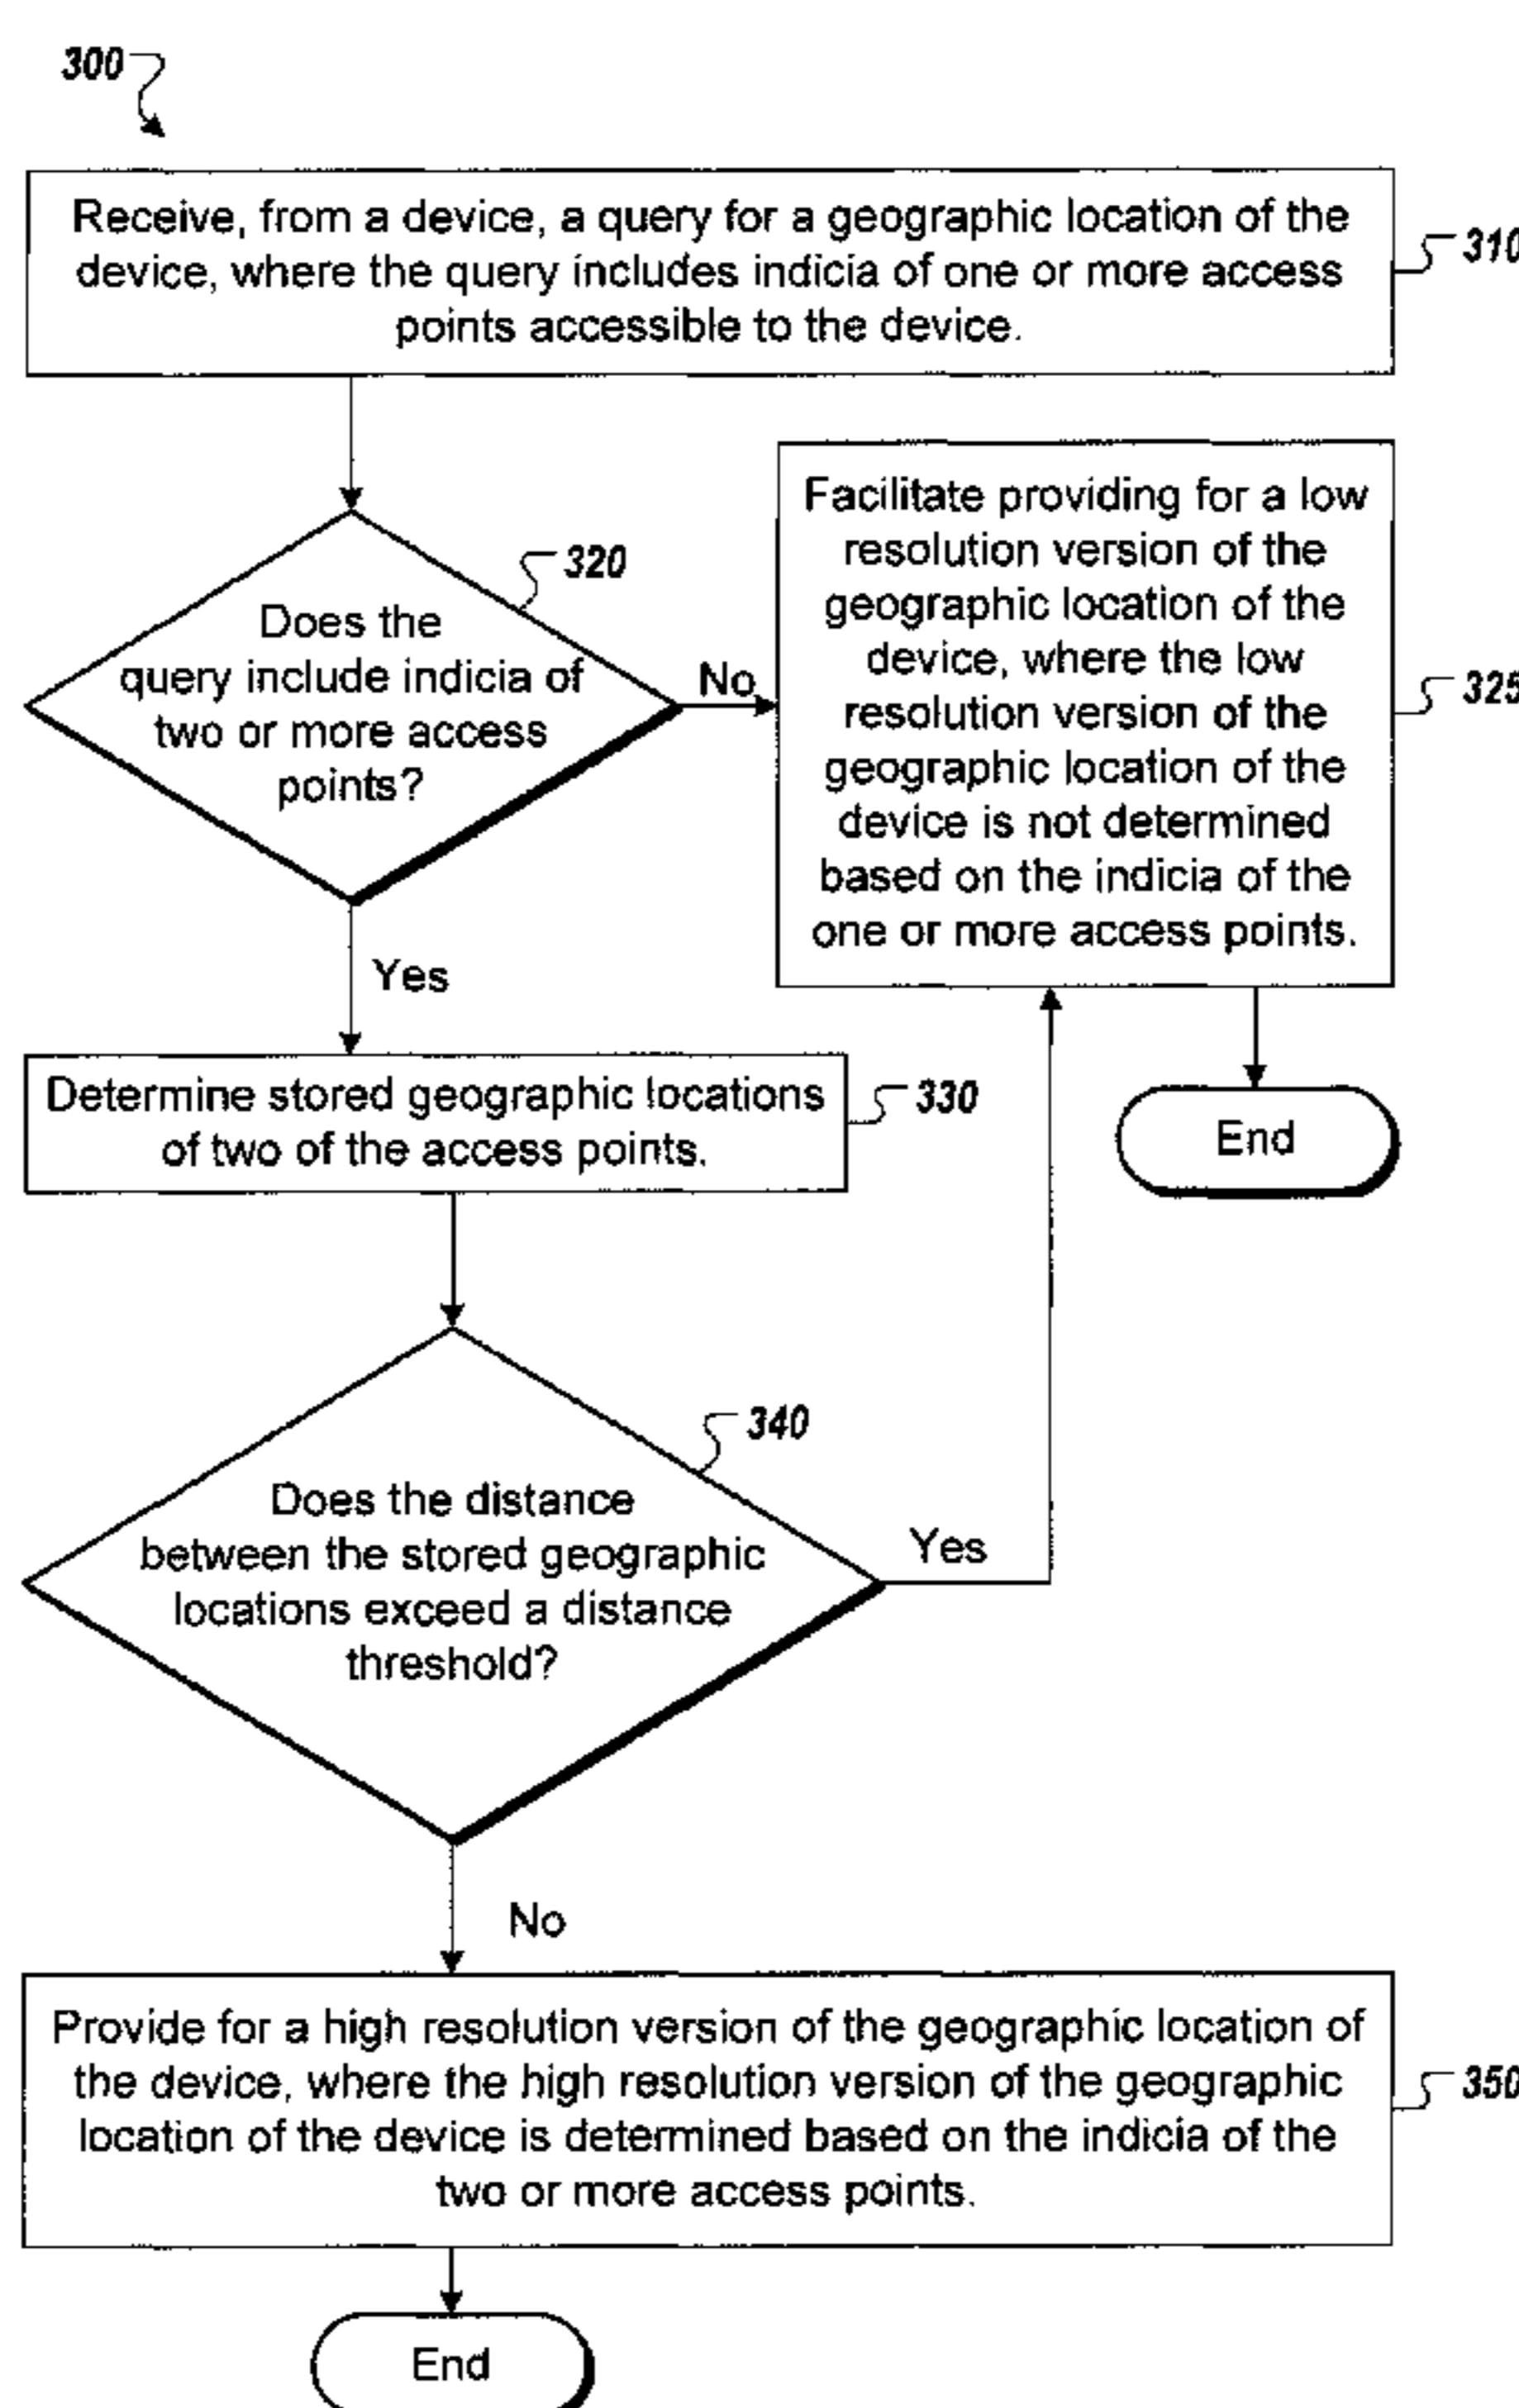 300
Receive, from a device, a query for a geographic location of the
device, where the query includes indicia of one or more access
points accessible to the device.
310
Does the
query include indicia of
two or more access
points?
320
No
Facilitate providing for a low
resolution version of the
geographic location of the
device, where the low
resolution version of the
geographic location of the
device is not determined
based on the indicia of the
one or more access points.
325
Yes
End
Determine stored geographic locations
of two of the access points.
330
Does the distance
between the stored geographic
locations exceed a distance
threshold?
340
Yes
No
Provide for a high resolution version of the geographic location of
the device, where the high resolution version of the geographic
location of the device is determined based on the indicia of the
two or more access points.
350
End